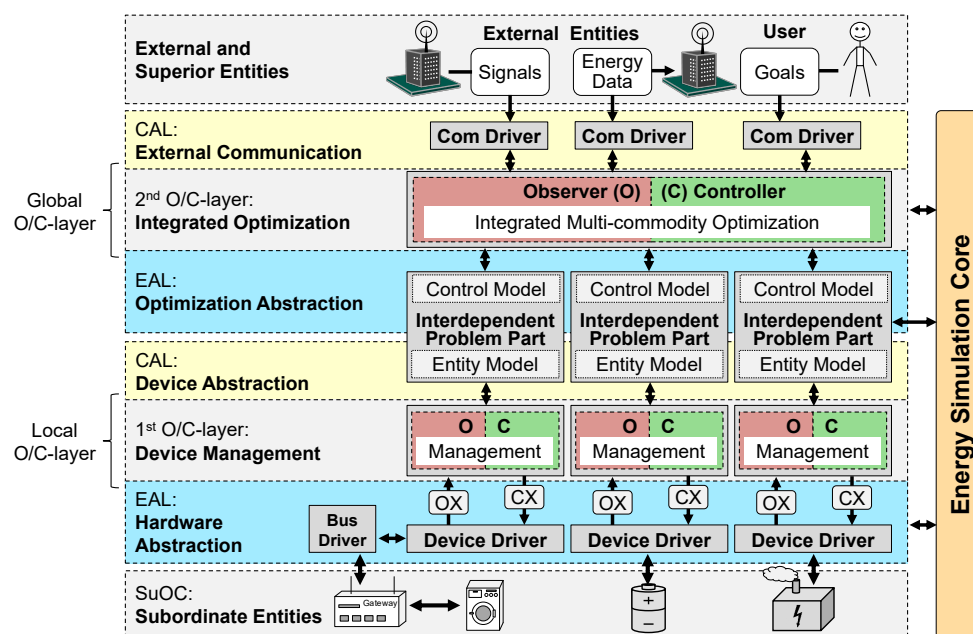 External and
Superior Entities
External Entities
User
Signals
Energy
Data
Goals
CAL:
External Communication
Com Driver
Com Driver
Com Driver
Global
O/C-layer
2nd O/C-layer:
Integrated Optimization
Observer (O)
(C) Controller
Integrated Multi-commodity Optimization
EAL:
Optimization Abstraction
Control Model
Control Model
Control Model
Interdependent
Problem Part
Interdependent
Problem Part
Interdependent
Problem Part
CAL:
Device Abstraction
Entity Model
Entity Model
Entity Model
Local
O/C-layer
1st O/C-layer:
Device Management
O C
Management
O C
Management
O C
Management
EAL:
Hardware
Abstraction
OX
CX
OX
CX
OX
CX
Bus
Driver
Device Driver
Device Driver
Device Driver
SuOC:
Subordinate Entities
Gateway
+
−
Energy Simulation Core